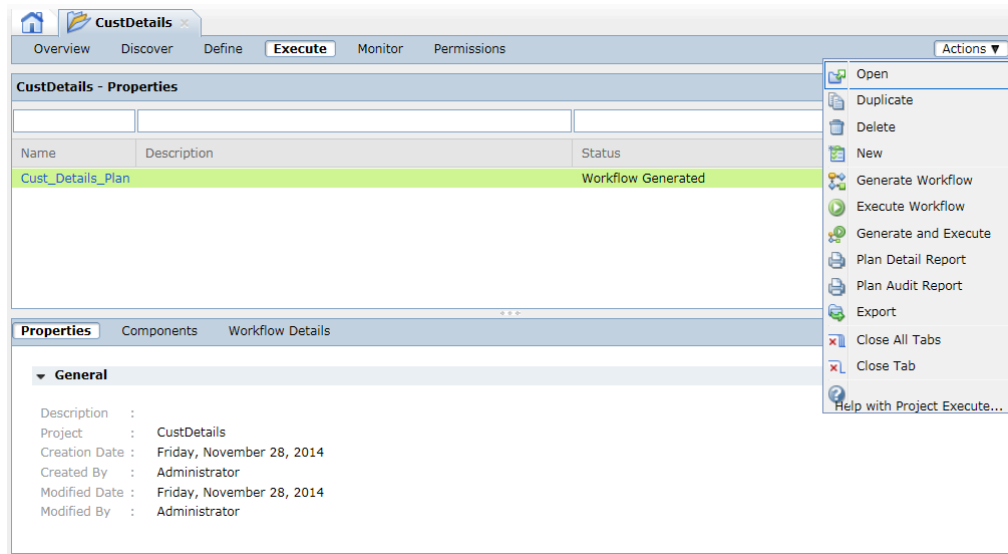 CustDetails
Overview Discover Define Execute Monitor Permissions Actions ▼
CustDetails - Properties
Name Description Status
Cust_Details_Plan Workflow Generated
Open
Duplicate
Delete
New
Generate Workflow
Execute Workflow
Generate and Execute
Plan Detail Report
Plan Audit Report
Export
Close All Tabs
Close Tab
Help with Project Execute...
Properties Components Workflow Details
General
Description :
Project : CustDetails
Creation Date : Friday, November 28, 2014
Created By : Administrator
Modified Date : Friday, November 28, 2014
Modified By : Administrator